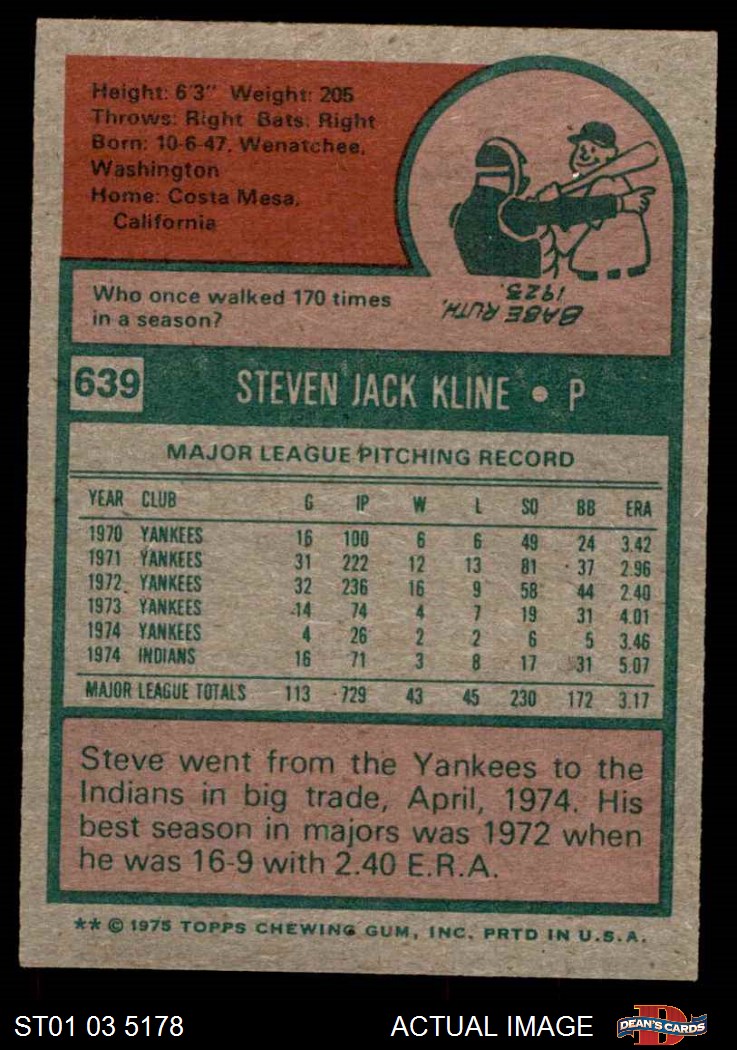 Height: 6'3" Weight: 205
Throws: Right Bats: Right
Born: 10-6-47, Wenatchee,
Washington
Home: Costa Mesa,
California
Who once walked 170 times
in a season?
BABE RUTH,
1923.
639 STEVEN JACK KLINE • P
MAJOR LEAGUE PITCHING RECORD
YEAR CLUB G IP W L SO BB ERA
1970 YANKEES 16 100 6 6 49 24 3.42
1971 YANKEES 31 222 12 13 81 37 2.96
1972 YANKEES 32 236 16 9 58 44 2.40
1973 YANKEES 14 74 4 7 19 31 4.01
1974 YANKEES 4 26 2 2 6 5 3.46
1974 INDIANS 16 71 3 8 17 31 5.07
MAJOR LEAGUE TOTALS 113 729 43 45 230 172 3.17
Steve went from the Yankees to the
Indians in big trade, April, 1974. His
best season in majors was 1972 when
he was 16-9 with 2.40 E.R.A.
** © 1975 TOPPS CHEWING GUM, INC. PRTD IN U.S.A.
ST01 03 5178 ACTUAL IMAGE DEAN'S CARDS